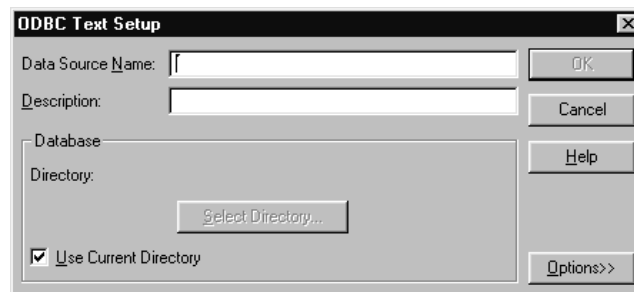 ODBC Text Setup
Data Source Name:
OK
Description:
Cancel
Database
Help
Directory:
Select Directory...
Use Current Directory
Options>>